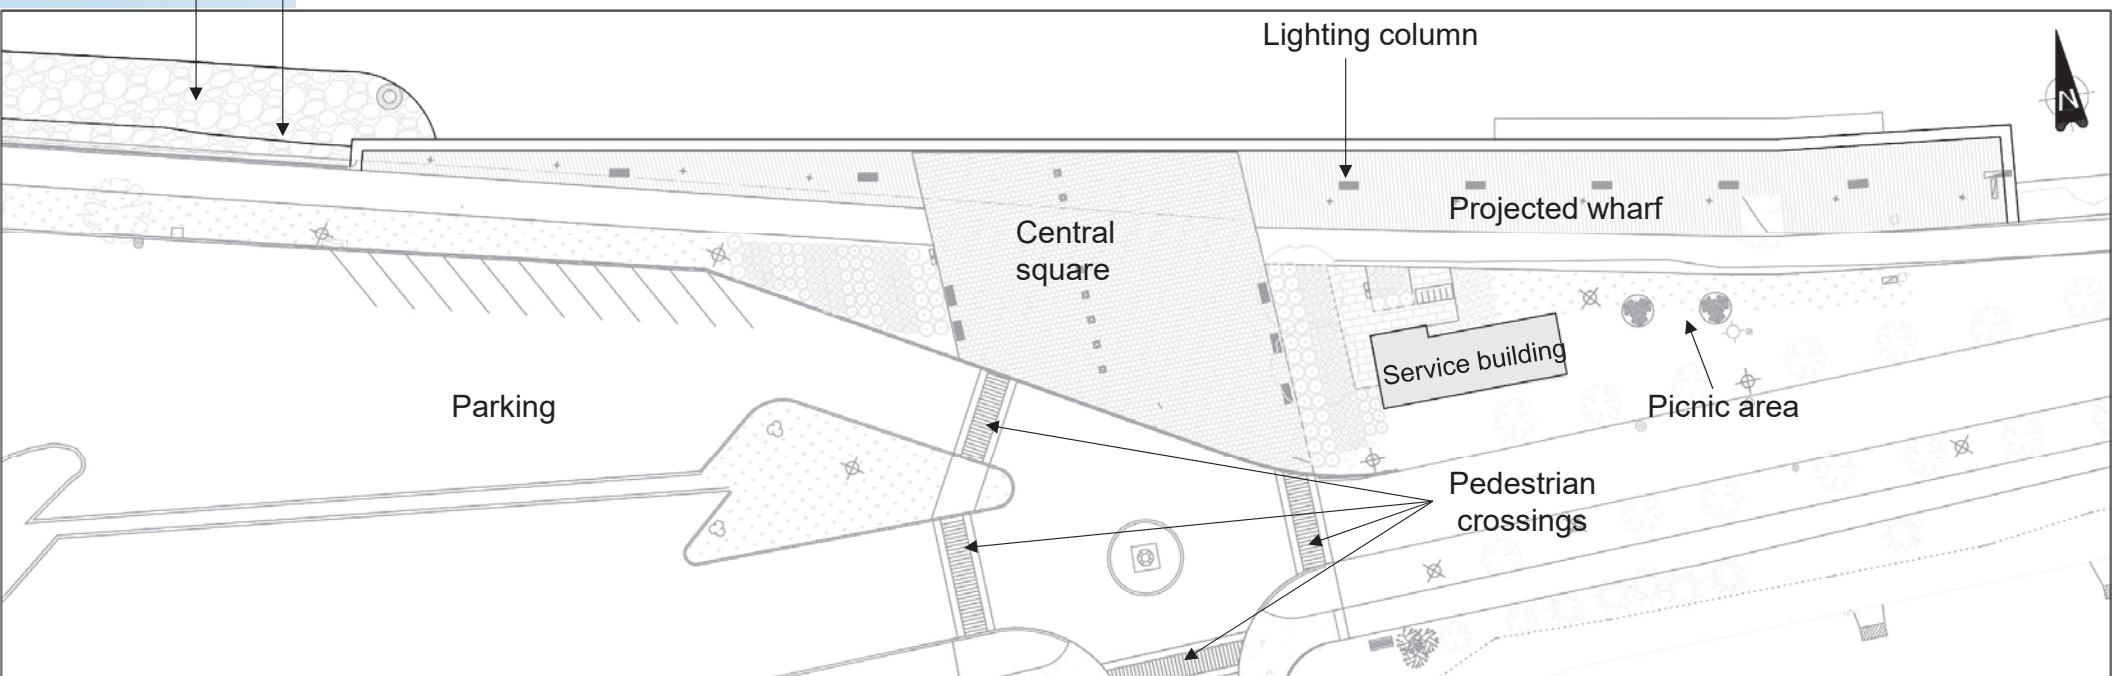 Lighting column
N
Projected wharf
Central
square
Service building
Parking
Picnic area
Pedestrian
crossings